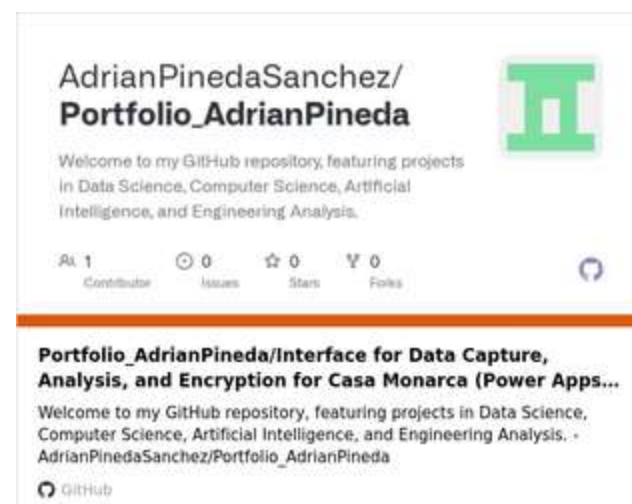 AdrianPinedaSanchez/
Portfolio_AdrianPineda
Welcome to my GitHub repository, featuring projects
in Data Science, Computer Science, Artificial
Intelligence, and Engineering Analysis.
1 0 0 0
Contributor Issues Stars Forks
Portfolio_AdrianPineda/Interface for Data Capture,
Analysis, and Encryption for Casa Monarca (Power Apps...
Welcome to my GitHub repository, featuring projects in Data Science,
Computer Science, Artificial Intelligence, and Engineering Analysis. -
AdrianPinedaSanchez/Portfolio_AdrianPineda
GitHub